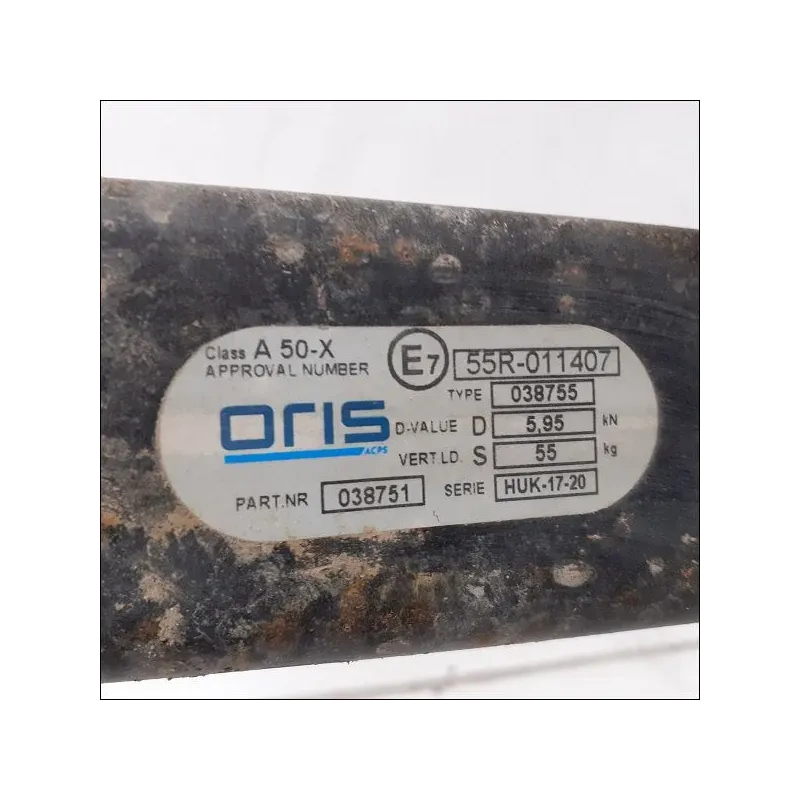 Class A 50-X
APPROVAL NUMBER
E7 55R-011407
TYPE 038755
oris
ACPS
D-VALUE D 5,95 kN
VERT.LD. S 55 kg
PART.NR 038751 SERIE HUK-17-20